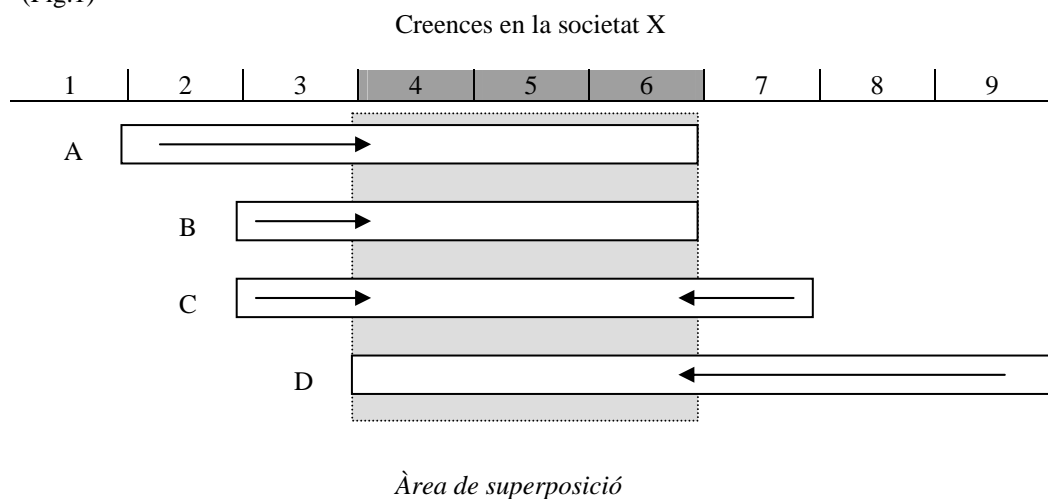 (Fig.1)
Creences en la societat X
1 2 3 4 5 6 7 8 9
A
B
C
D
Àrea de superposició